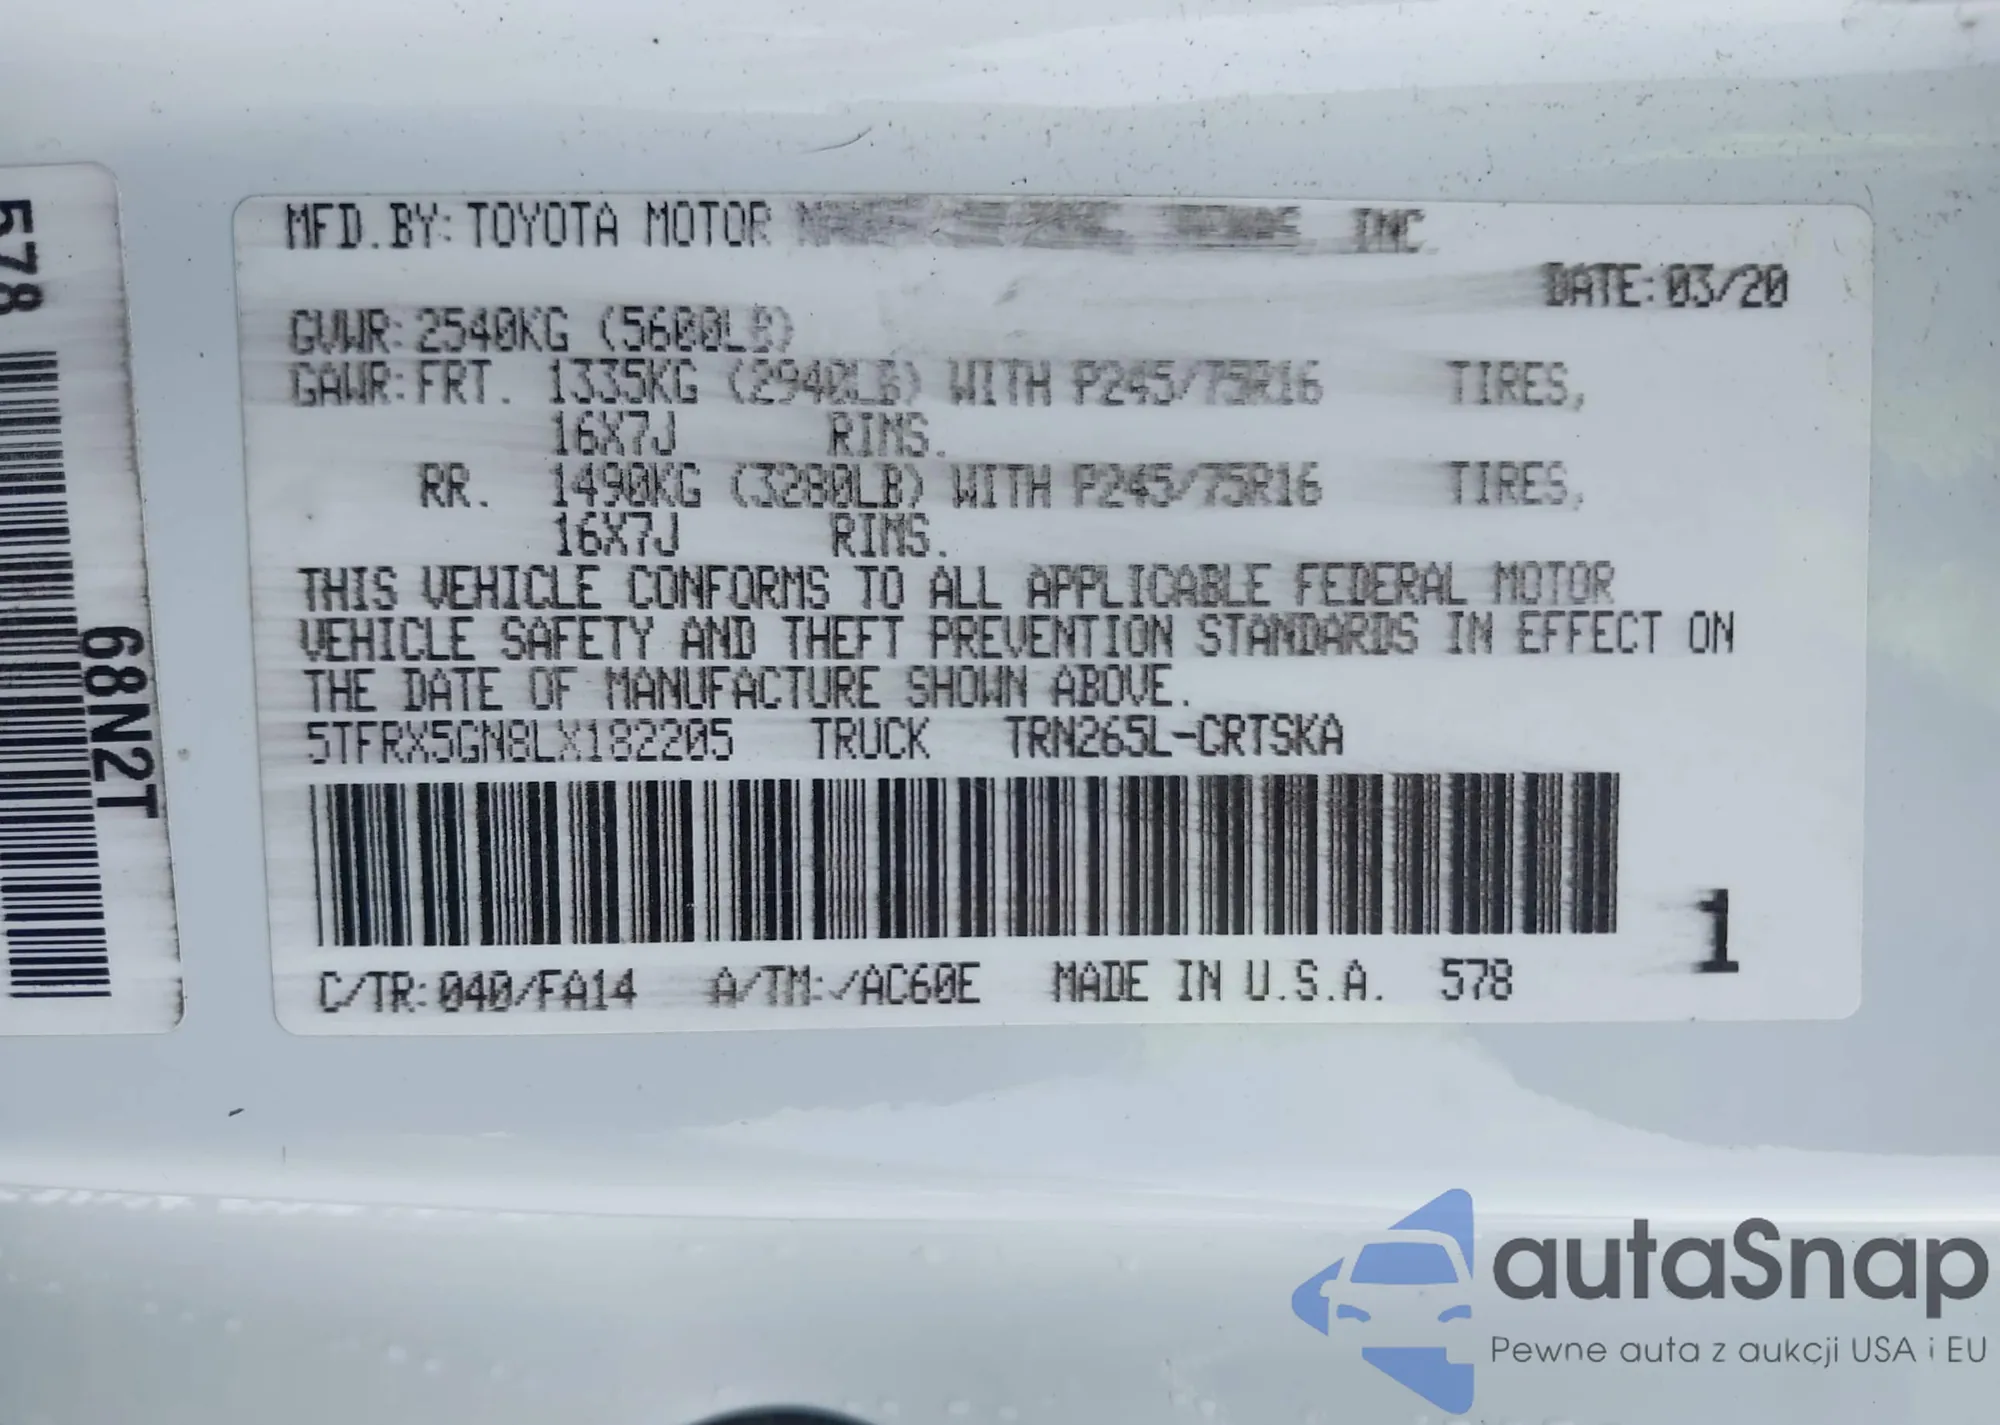 578
68N2T
MFD.BY:TOYOTA MOTOR INC.
DATE:03/20
GVWR:2540KG (5600LB)
GAWR:FRT. 1335KG (2940LB) WITH P245/75R16 TIRES,
16X7J RIMS.
RR. 1490KG (3280LB) WITH P245/75R16 TIRES,
16X7J RIMS.
THIS VEHICLE CONFORMS TO ALL APPLICABLE FEDERAL MOTOR
VEHICLE SAFETY AND THEFT PREVENTION STANDARDS IN EFFECT ON
THE DATE OF MANUFACTURE SHOWN ABOVE.
5TFRX5GN8LX182205 TRUCK TRN265L-CRTSKA
1
C/TR:040/FA14 A/TM:-/AC60E MADE IN U.S.A. 578
autaSnap
Pewne auta z aukcji USA i EU